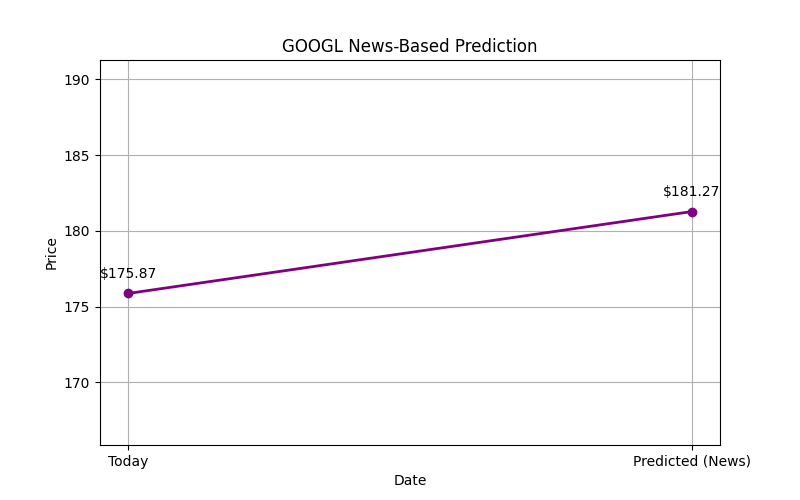 GOOGL News-Based Prediction
190
185
180
175
170
Price
$175.87
$181.27
Today
Predicted (News)
Date